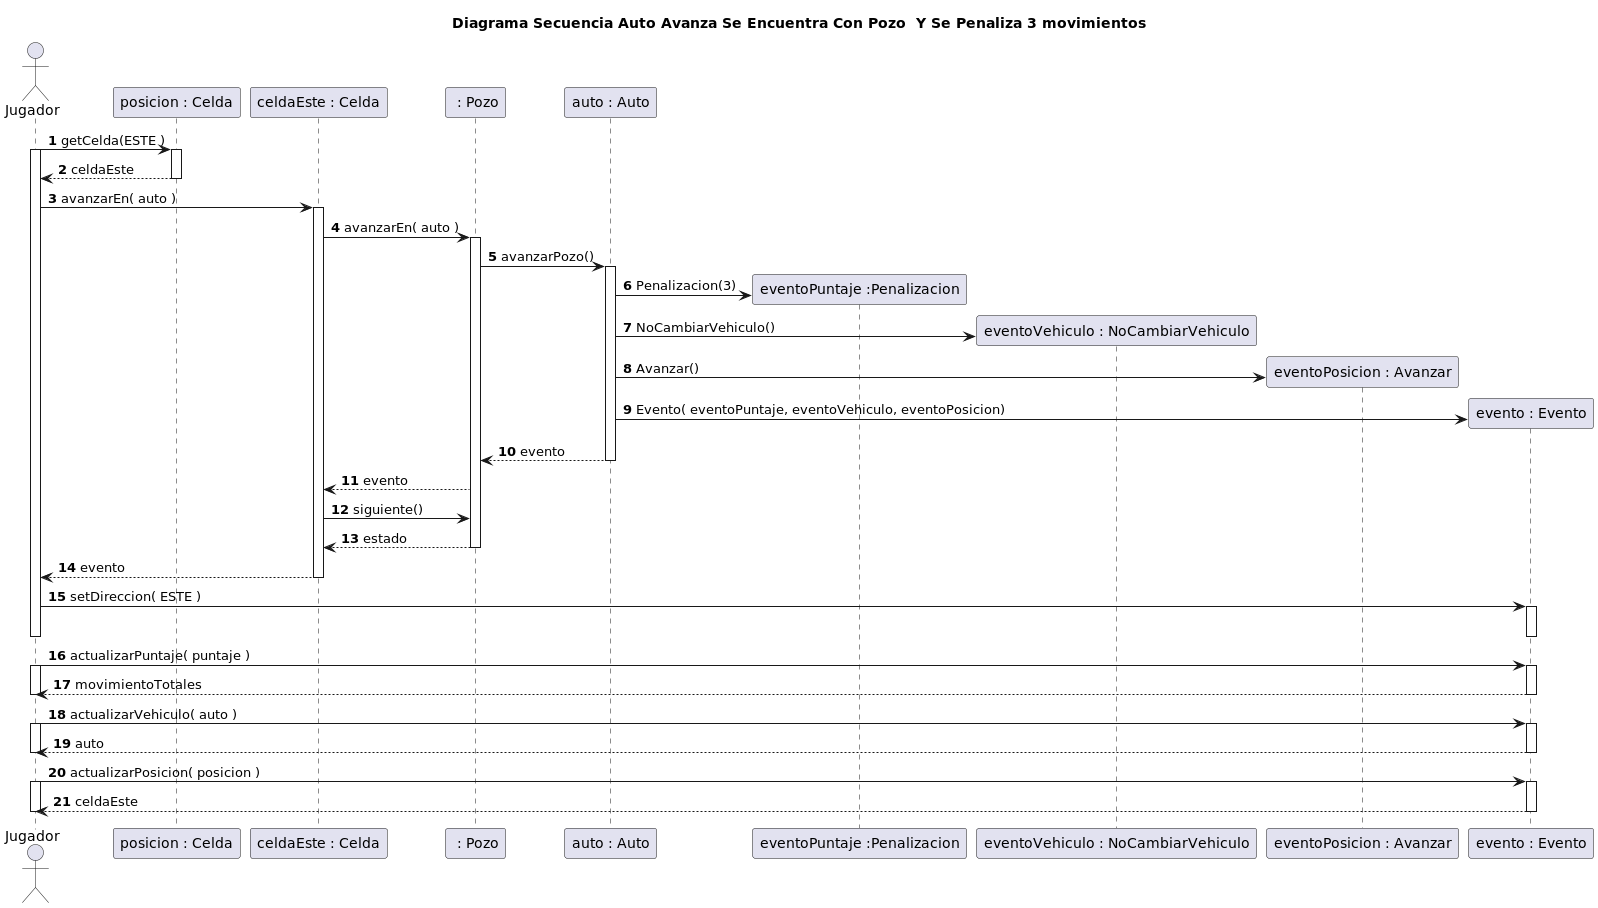 Diagrama Secuencia Auto Avanza Se Encuentra Con Pozo  Y Se Penaliza 3 movimientos
Jugador
posicion : Celda
celdaEste : Celda
: Pozo
auto : Auto
1 getCelda(ESTE )
2 celdaEste
3 avanzarEn( auto )
4 avanzarEn( auto )
5 avanzarPozo()
6 Penalizacion(3)
eventoPuntaje :Penalizacion
7 NoCambiarVehiculo()
eventoVehiculo : NoCambiarVehiculo
8 Avanzar()
eventoPosicion : Avanzar
9 Evento( eventoPuntaje, eventoVehiculo, eventoPosicion)
evento : Evento
10 evento
11 evento
12 siguiente()
13 estado
14 evento
15 setDireccion( ESTE )
16 actualizarPuntaje( puntaje )
17 movimientoTotales
18 actualizarVehiculo( auto )
19 auto
20 actualizarPosicion( posicion )
21 celdaEste
Jugador
posicion : Celda
celdaEste : Celda
: Pozo
auto : Auto
eventoPuntaje :Penalizacion
eventoVehiculo : NoCambiarVehiculo
eventoPosicion : Avanzar
evento : Evento